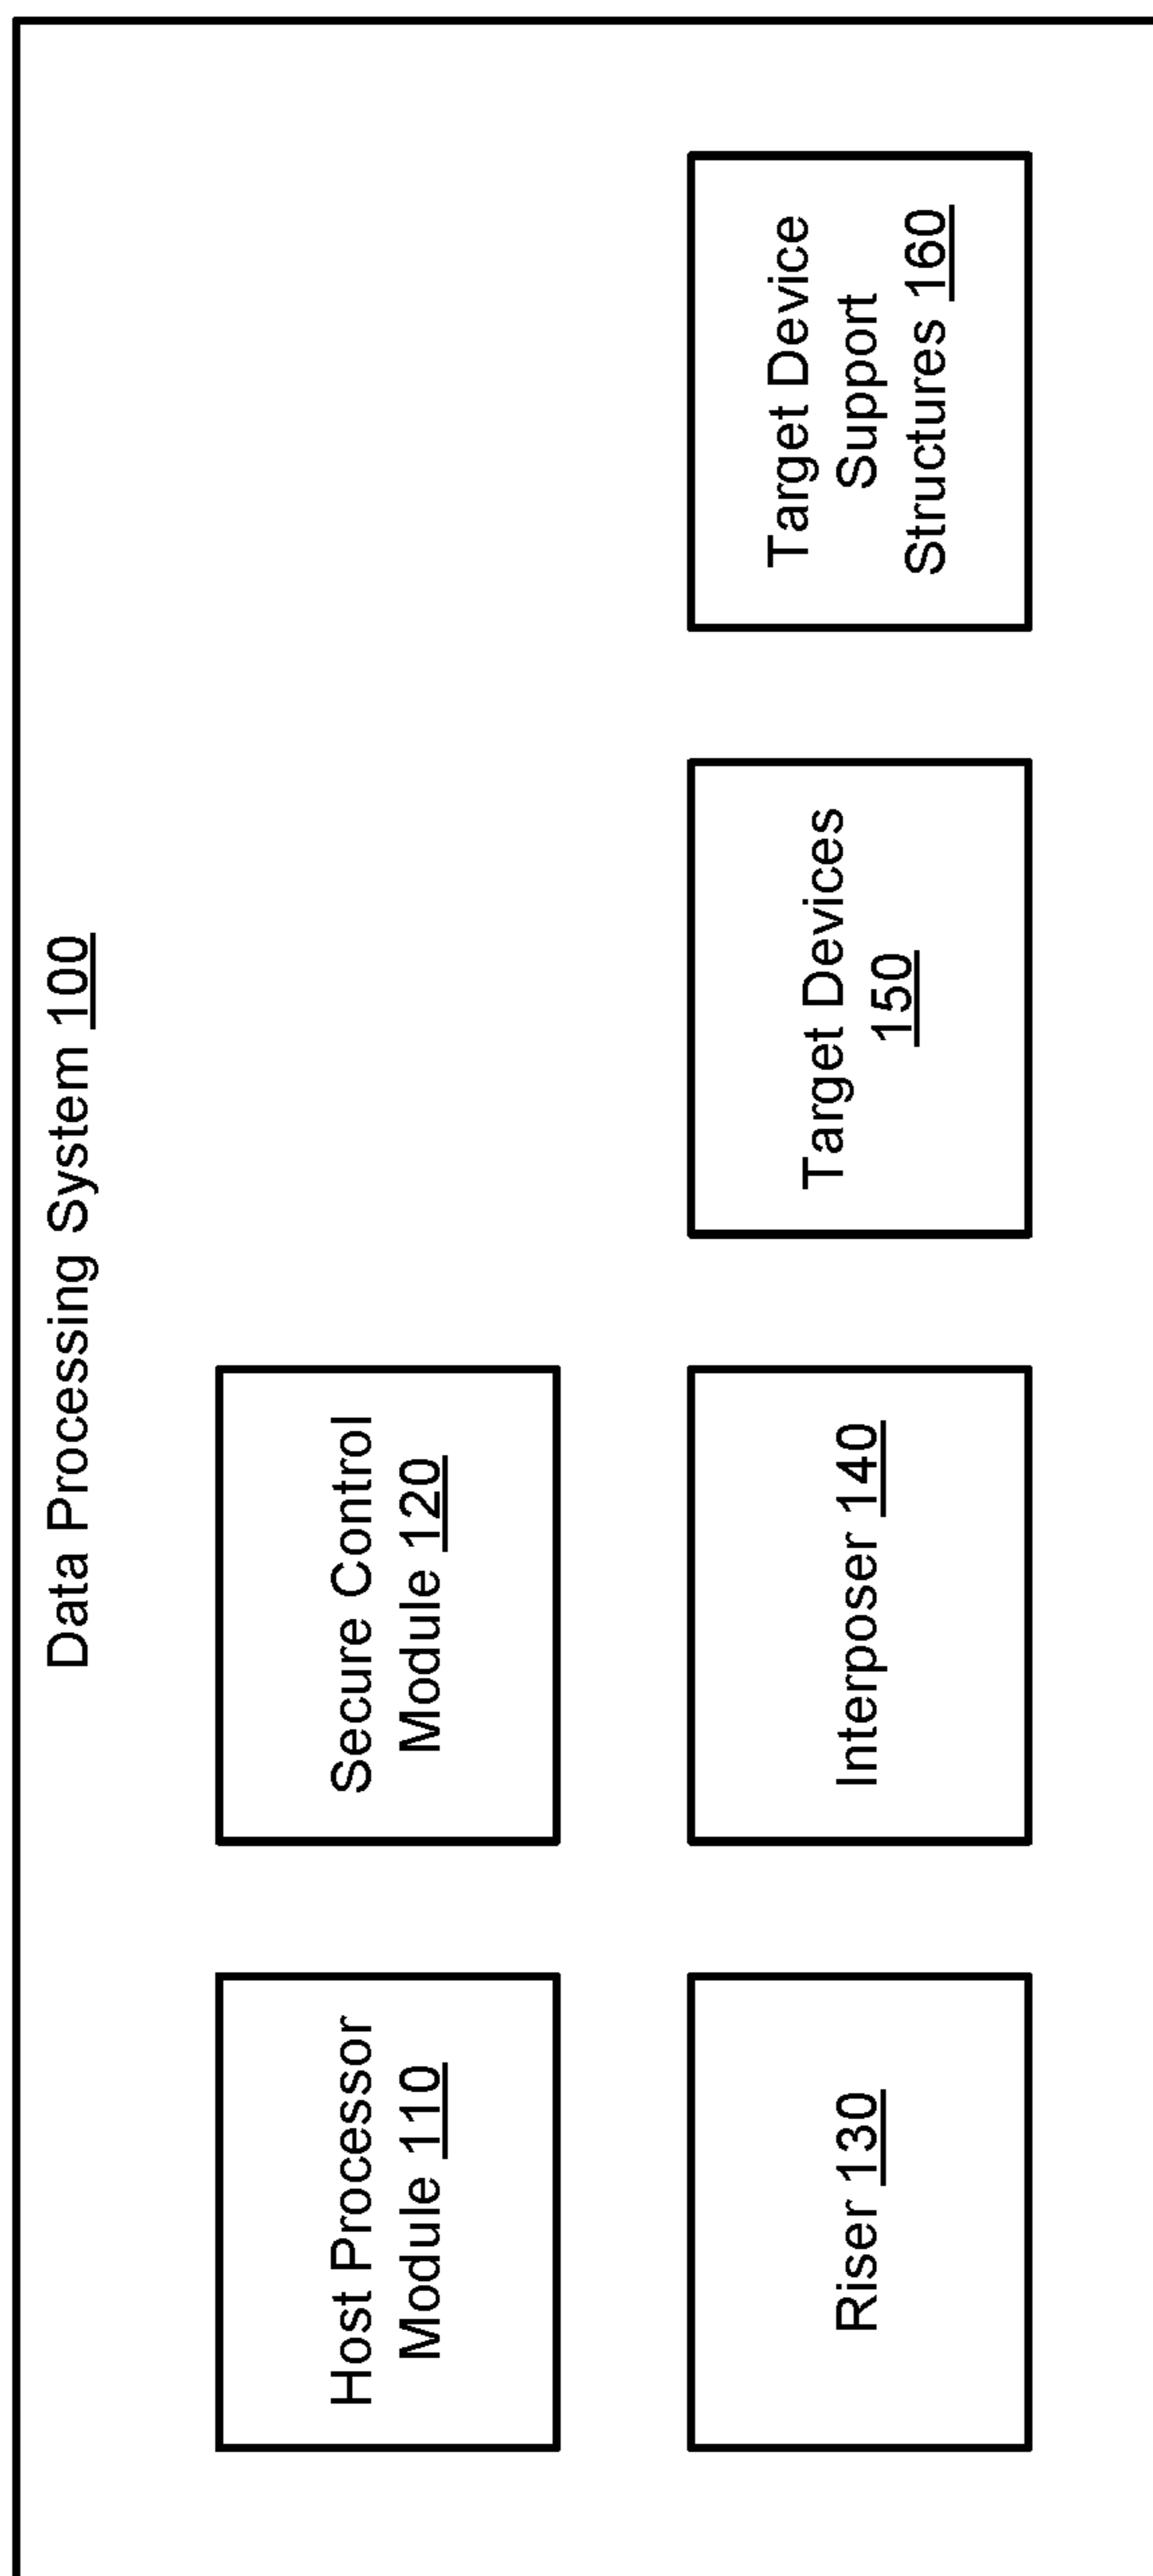 Data Processing System 100
Host Processor
Module 110
Secure Control
Module 120
Riser 130
Interposer 140
Target Devices
150
Target Device
Support
Structures 160